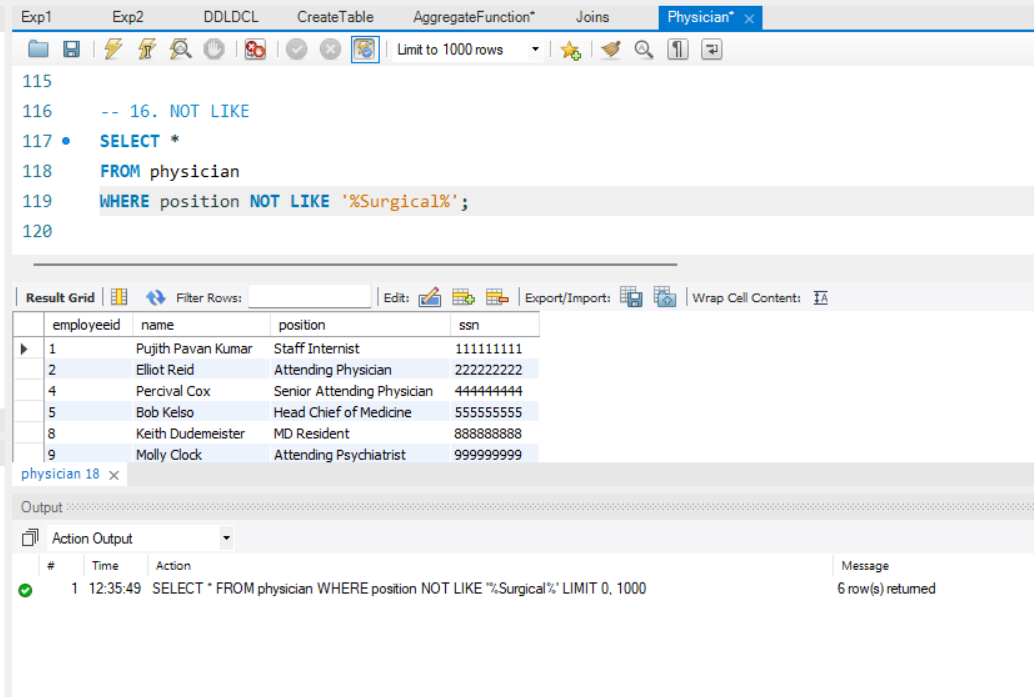 Exp1 Exp2 DDLDCL CreateTable AggregateFunction* Joins Physician* ×
Limit to 1000 rows
115
116 -- 16. NOT LIKE
117 SELECT *
118 FROM physician
119 WHERE position NOT LIKE '%Surgical%';
120
Result Grid Filter Rows: Edit: Export/Import: Wrap Cell Content: IA
employeeid name position ssn
1 Pujith Pavan Kumar Staff Internist 111111111
2 Elliot Reid Attending Physician 222222222
4 Percival Cox Senior Attending Physician 444444444
5 Bob Kelso Head Chief of Medicine 555555555
8 Keith Dudemeister MD Resident 888888888
9 Molly Clock Attending Psychiatrist 999999999
physician 18 ×
Output
Action Output
# Time Action Message
1 12:35:49 SELECT * FROM physician WHERE position NOT LIKE '%Surgical%' LIMIT 0, 1000 6 row(s) returned